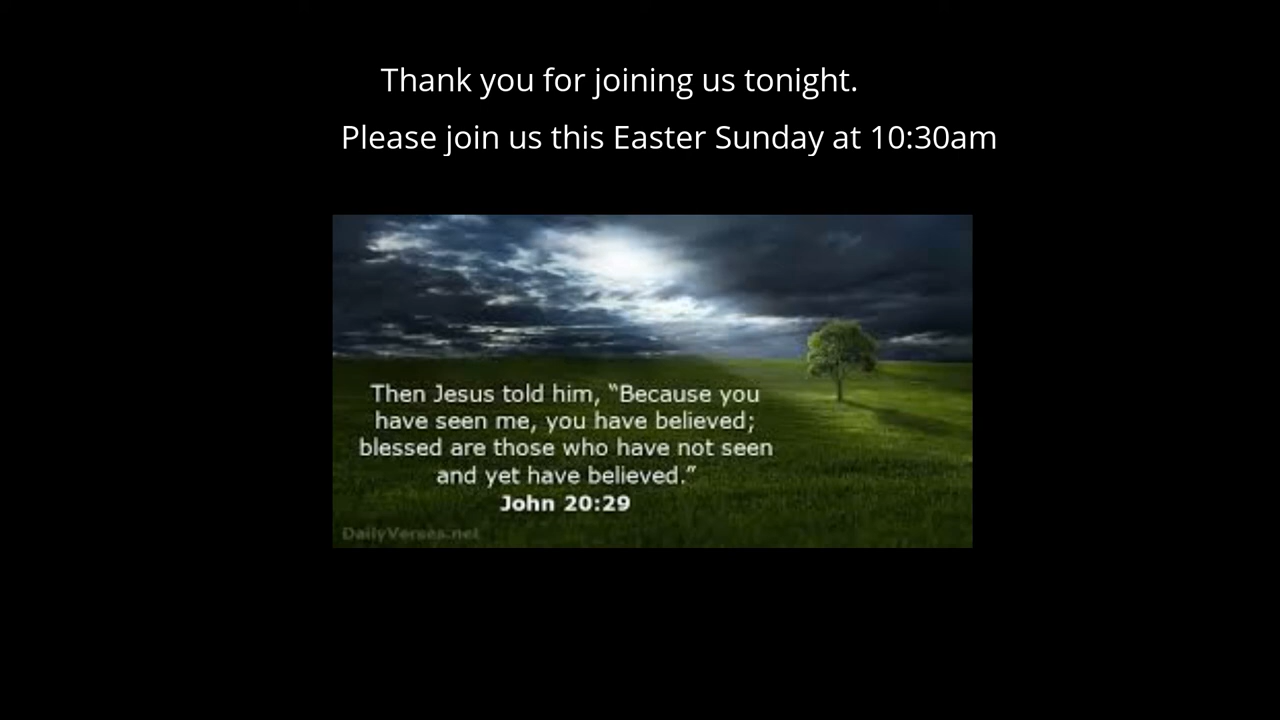 Thank you for joining us tonight.
Please join us this Easter Sunday at 10:30am
Then Jesus told him, “Because you
have seen me, you have believed;
blessed are those who have not seen
and yet have believed.”
John 20:29
DailyVerses.net